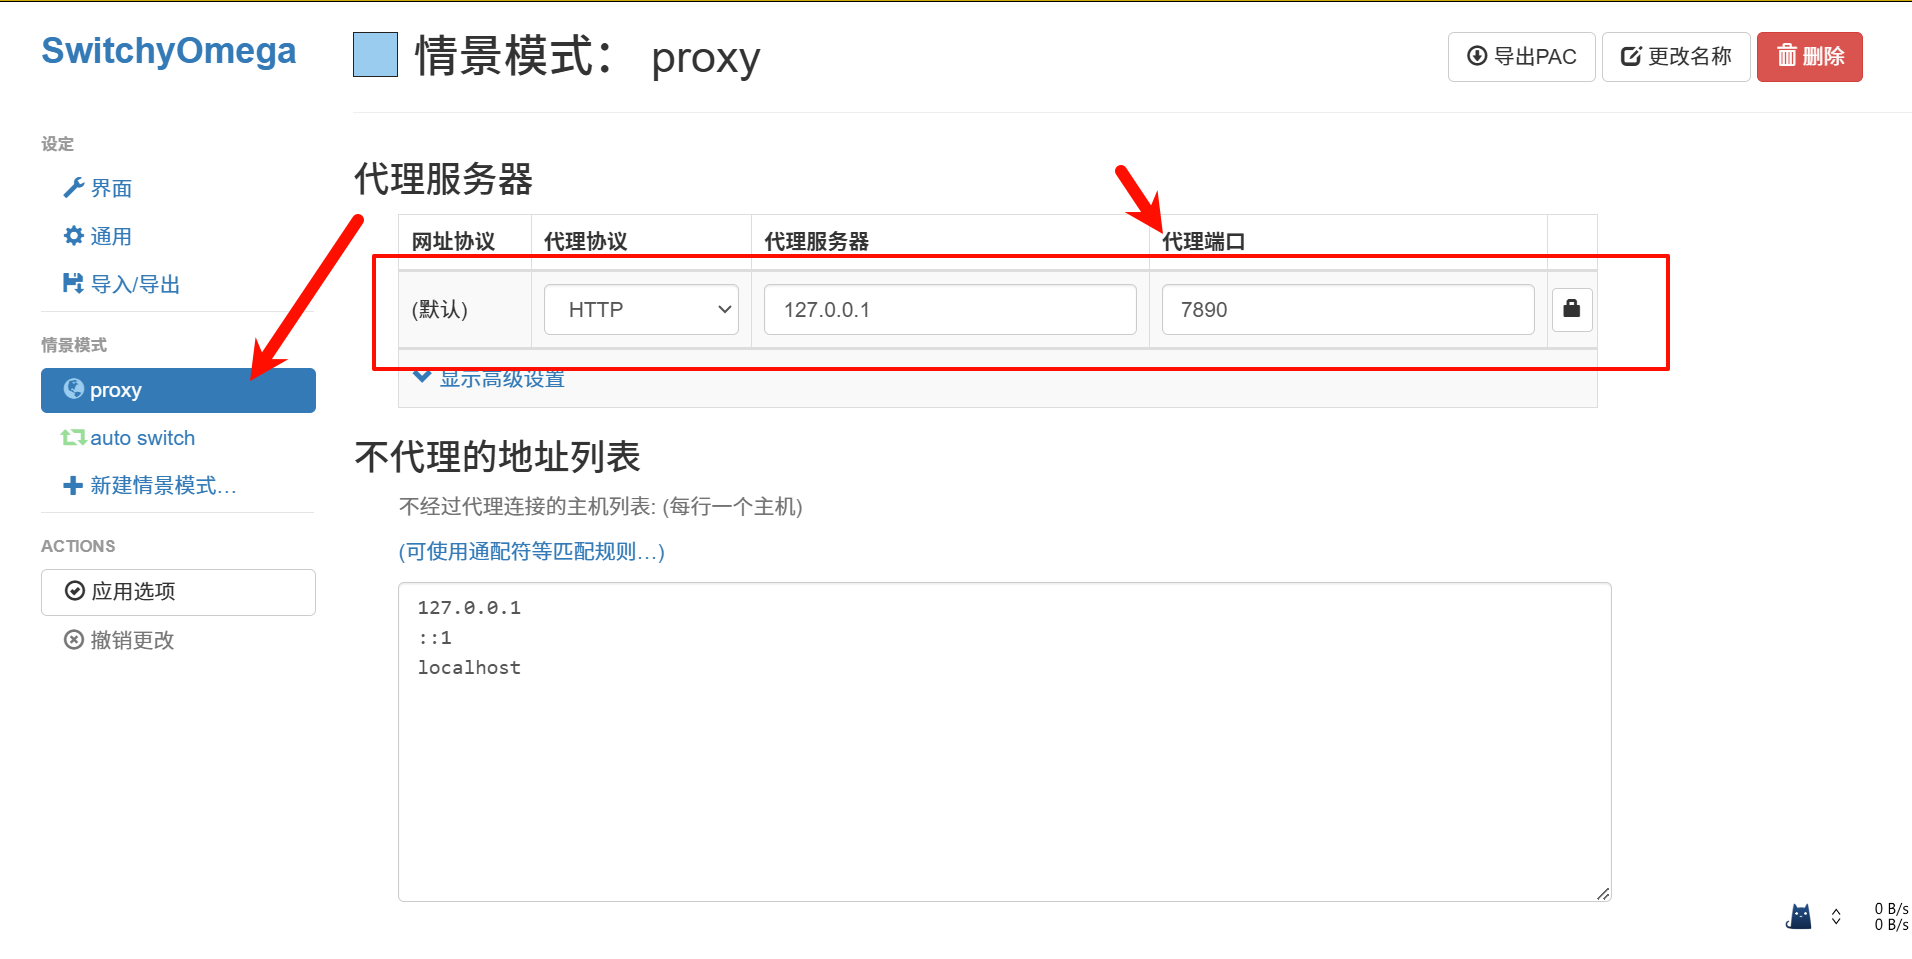 SwitchyOmega
设定
界面
通用
导入/导出
情景模式
proxy
auto switch
新建情景模式…
ACTIONS
应用选项
撤销更改
情景模式： proxy
导出PAC 更改名称 删除
代理服务器
网址协议 代理协议 代理服务器 代理端口
(默认) HTTP 127.0.0.1 7890
显示高级设置
不代理的地址列表
不经过代理连接的主机列表: (每行一个主机)
(可使用通配符等匹配规则…)
127.0.0.1
::1
localhost
0 B/s
0 B/s